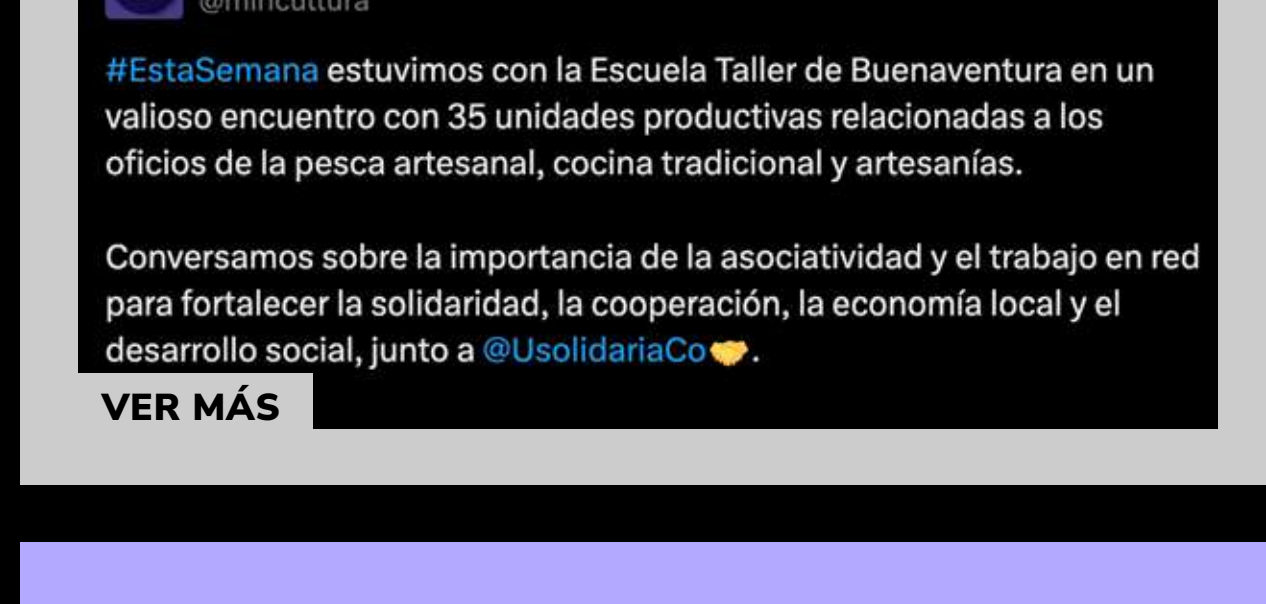 @mincultura
#EstaSemana estuvimos con la Escuela Taller de Buenaventura en un
valioso encuentro con 35 unidades productivas relacionadas a los
oficios de la pesca artesanal, cocina tradicional y artesanías.
Conversamos sobre la importancia de la asociatividad y el trabajo en red
para fortalecer la solidaridad, la cooperación, la economía local y el
desarrollo social, junto a @UsolidariaCo🤝.
VER MÁS